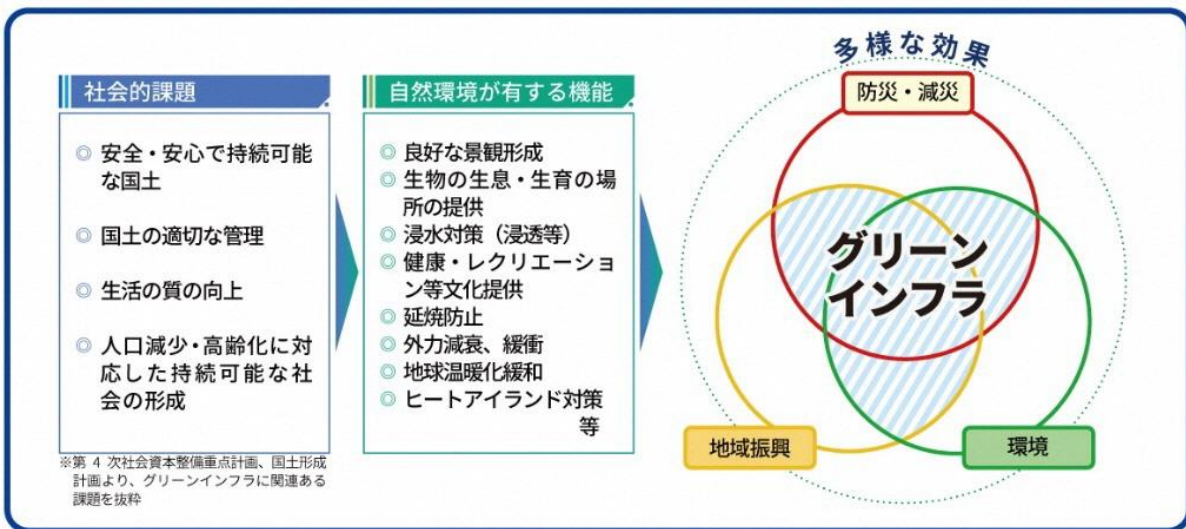 社会的課題
◎ 安全・安心で持続可能
な国土
◎ 国土の適切な管理
◎ 生活の質の向上
◎ 人口減少・高齢化に対
応した持続可能な社
会の形成
※第 4 次社会資本整備重点計画、国土形成
計画より、グリーンインフラに関連ある
課題を抜粋
自然環境が有する機能
◎ 良好な景観形成
◎ 生物の生息・生育の場
所の提供
◎ 浸水対策（浸透等）
◎ 健康・レクリエーショ
ン等文化提供
◎ 延焼防止
◎ 外力減衰、緩衝
◎ 地球温暖化緩和
◎ ヒートアイランド対策
等
多様な効果
防災・減災
グリーン
インフラ
地域振興
環境